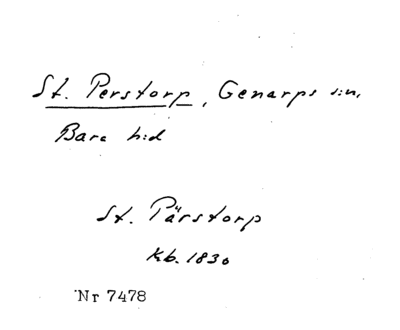 St. Perstorp, Genarps s:n,
Bara h:d
St. Pärstorp
Kb. 1830
Nr 7478